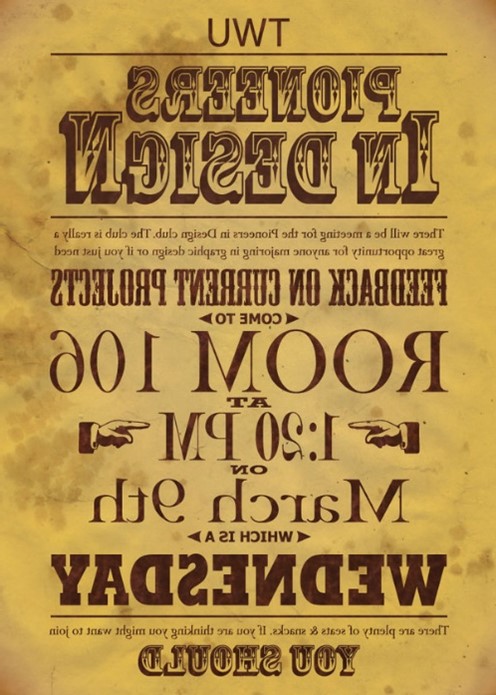 TWU
PIONEERS
IN DESIGN
There will be a meeting for the Pioneers in Design club. The club is really a
great opportunity for anyone majoring in graphic design or if you just need
FEEDBACK ON CURRENT PROJECTS
COME TO
ROOM 106
AT
1:20 PM
ON
March 9th
WHICH IS A
WEDNESDAY
There are plenty of seats & snacks. If, you are thinking you might want to join
YOU SHOULD